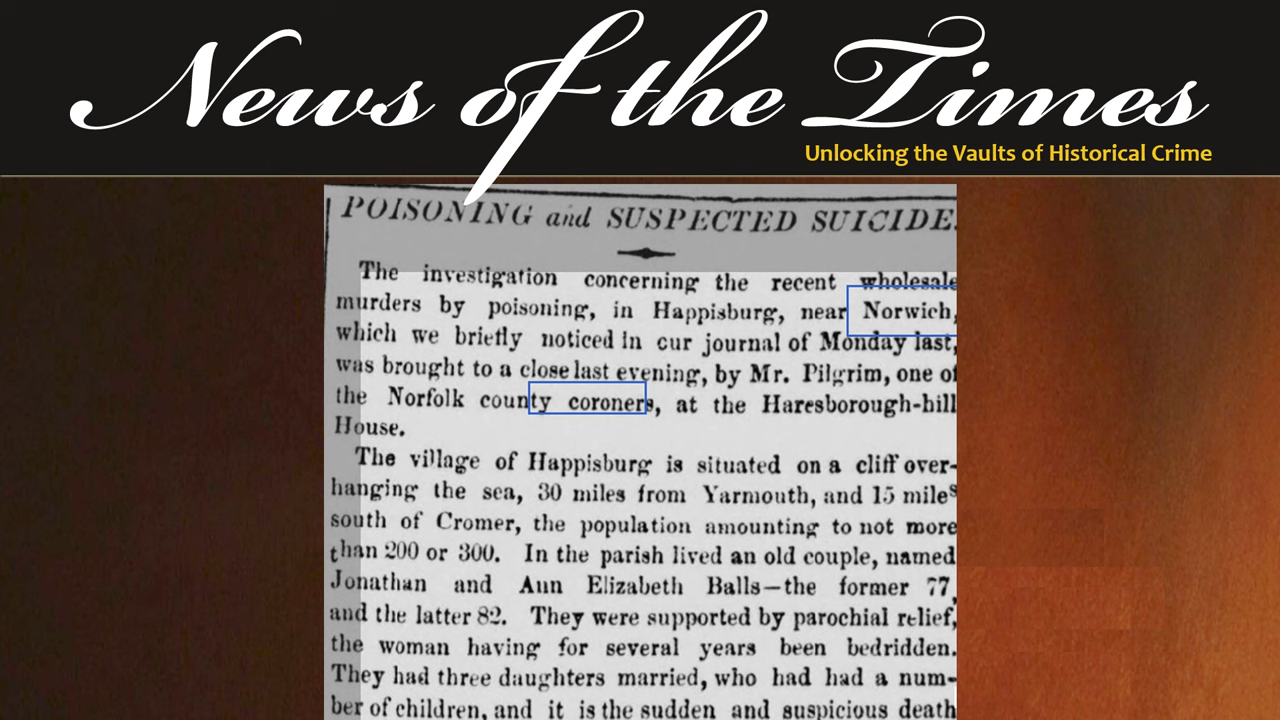 News of the Times
Unlocking the Vaults of Historical Crime
POISONING and SUSPECTED SUICIDE.
The investigation concerning the recent wholesale
murders by poisoning, in Happisburg, near Norwich,
which we briefly noticed in our journal of Monday last,
was brought to a close last evening, by Mr. Pilgrim, one of
the Norfolk county coroners, at the Haresborough-hill
House.
The village of Happisburg is situated on a cliff over-
hanging the sea, 30 miles from Yarmouth, and 15 miles
south of Cromer, the population amounting to not more
than 200 or 300. In the parish lived an old couple, named
Jonathan and Ann Elizabeth Balls—the former 77,
and the latter 82. They were supported by parochial relief,
the woman having for several years been bedridden.
They had three daughters married, who had had a num-
ber of children, and it is the sudden and suspicious death